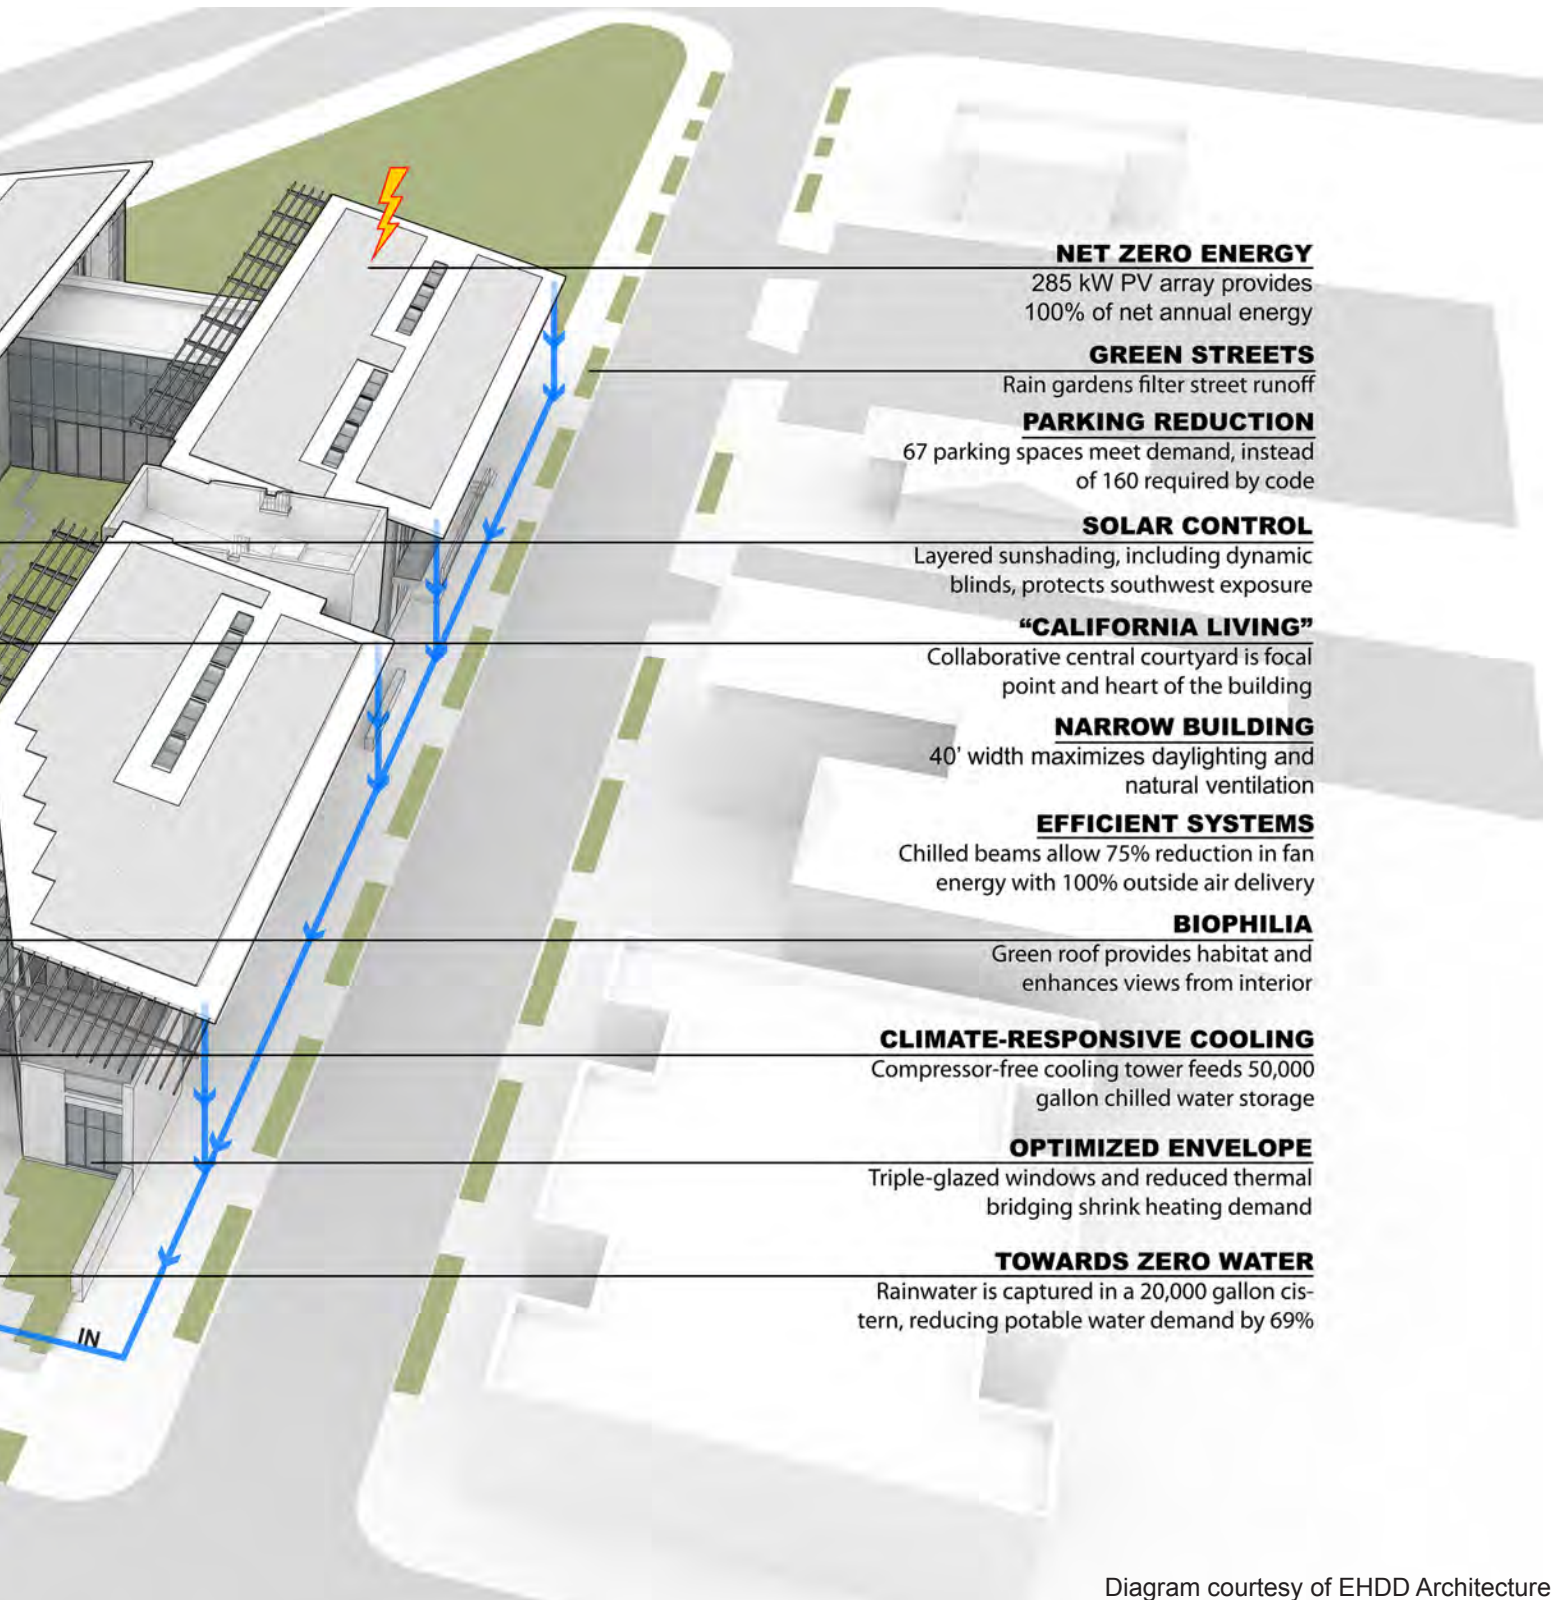 NET ZERO ENERGY
285 kW PV array provides
100% of net annual energy
GREEN STREETS
Rain gardens filter street runoff
PARKING REDUCTION
67 parking spaces meet demand, instead
of 160 required by code
SOLAR CONTROL
Layered sunshading, including dynamic
blinds, protects southwest exposure
“CALIFORNIA LIVING”
Collaborative central courtyard is focal
point and heart of the building
NARROW BUILDING
40' width maximizes daylighting and
natural ventilation
EFFICIENT SYSTEMS
Chilled beams allow 75% reduction in fan
energy with 100% outside air delivery
BIOPHILIA
Green roof provides habitat and
enhances views from interior
CLIMATE-RESPONSIVE COOLING
Compressor-free cooling tower feeds 50,000
gallon chilled water storage
OPTIMIZED ENVELOPE
Triple-glazed windows and reduced thermal
bridging shrink heating demand
TOWARDS ZERO WATER
Rainwater is captured in a 20,000 gallon cis-
tern, reducing potable water demand by 69%
IN
Diagram courtesy of EHDD Architecture